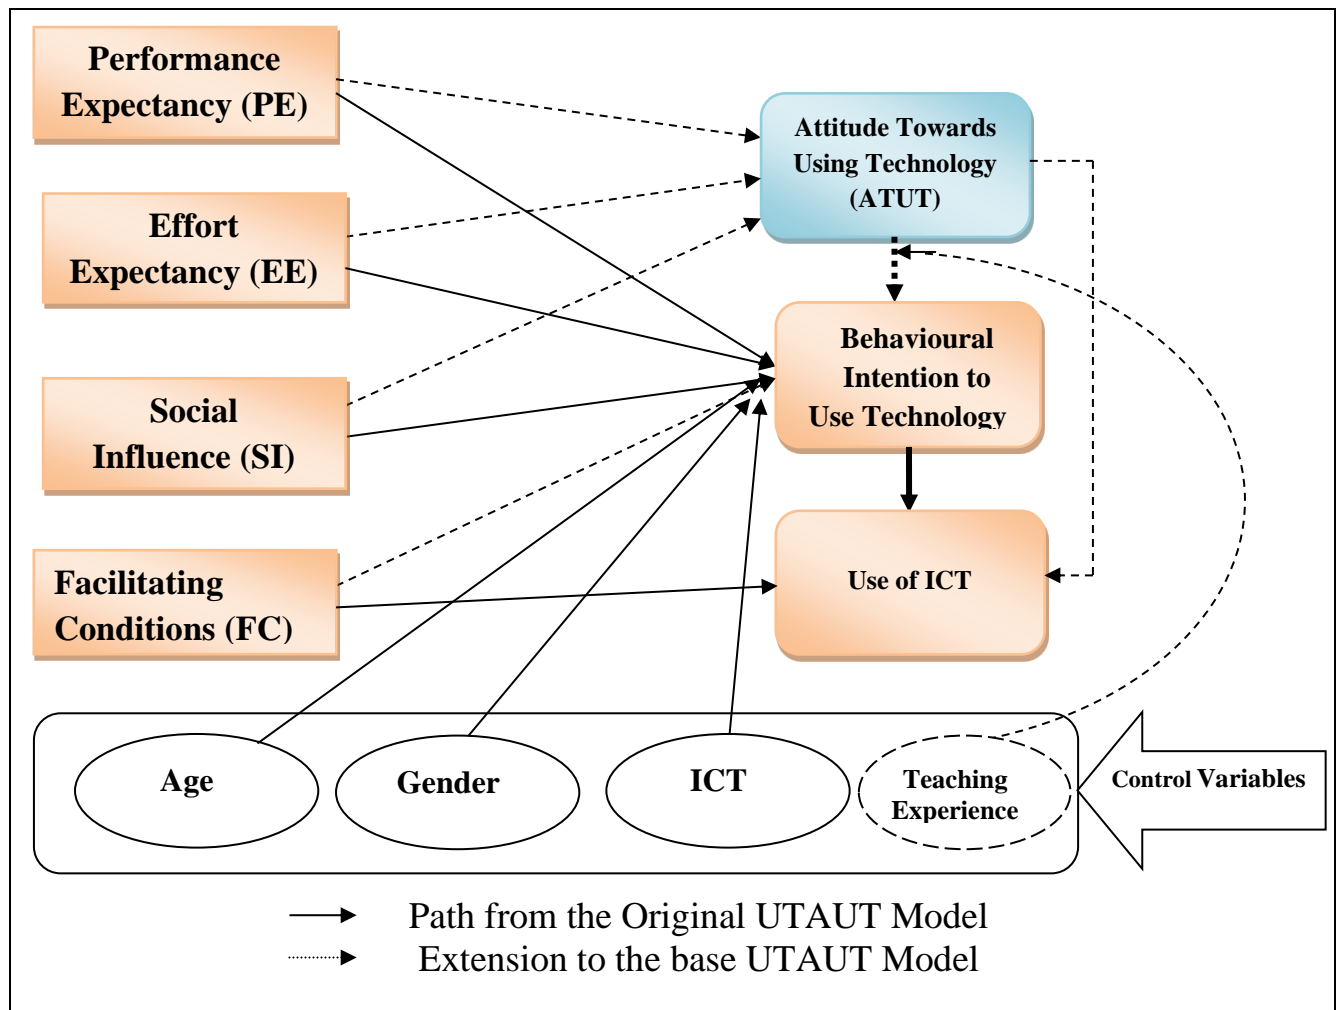 Performance
Expectancy (PE)
Attitude Towards
Using Technology
(ATUT)
Effort
Expectancy (EE)
Behavioural
Intention to
Use Technology
Social
Influence (SI)
Facilitating
Conditions (FC)
Use of ICT
Age
Gender
ICT
Teaching
Experience
Control Variables
Path from the Original UTAUT Model
Extension to the base UTAUT Model